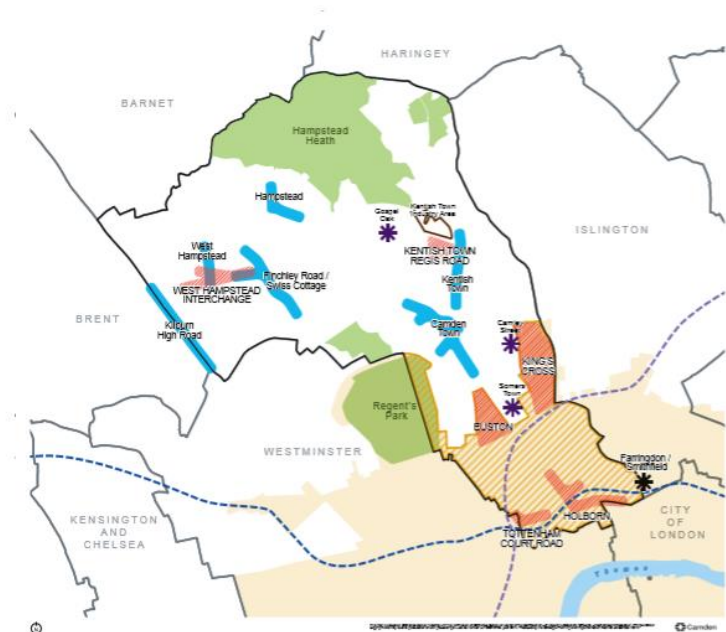 HARINGEY
BARNET
Hampstead
Heath
Hampstead
Gospel
Oak
Kentish Town
Industry Area
ISLINGTON
West
Hampstead
KENTISH TOWN
REGIS ROAD
Finchley Road /
Swiss Cottage
Kentish
Town
WEST HAMPSTEAD
INTERCHANGE
BRENT
Kilburn
High Road
Camden
Town
Camley
Street
KING'S
CROSS
Somers
Town
Regent's
Park
EUSTON
WESTMINSTER
Farringdon /
Smithfield
KENSINGTON
AND
CHELSEA
HOLBORN
TOTTENHAM
COURT ROAD
CITY
OF
LONDON
Thames
Camden